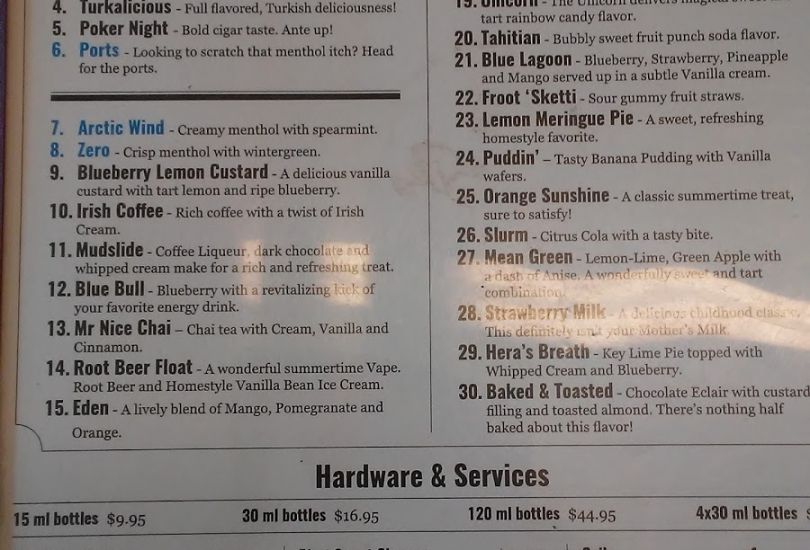 4. Turkalicious - Full flavored, Turkish deliciousness!
5. Poker Night - Bold cigar taste. Ante up!
6. Ports - Looking to scratch that menthol itch? Head
for the ports.
7. Arctic Wind - Creamy menthol with spearmint.
8. Zero - Crisp menthol with wintergreen.
9. Blueberry Lemon Custard - A delicious vanilla
custard with tart lemon and ripe blueberry.
10. Irish Coffee - Rich coffee with a twist of Irish
Cream.
11. Mudslide - Coffee Liqueur, dark chocolate and
whipped cream make for a rich and refreshing treat.
12. Blue Bull - Blueberry with a revitalizing kick of
your favorite energy drink.
13. Mr Nice Chai – Chai tea with Cream, Vanilla and
Cinnamon.
14. Root Beer Float - A wonderful summertime Vape.
Root Beer and Homestyle Vanilla Bean Ice Cream.
15. Eden - A lively blend of Mango, Pomegranate and
Orange.
19. Unicorn - The Unicorn delivers magical sweet
tart rainbow candy flavor.
20. Tahitian - Bubbly sweet fruit punch soda flavor.
21. Blue Lagoon - Blueberry, Strawberry, Pineapple
and Mango served up in a subtle Vanilla cream.
22. Froot ‘Sketti - Sour gummy fruit straws.
23. Lemon Meringue Pie - A sweet, refreshing
homestyle favorite.
24. Puddin’ – Tasty Banana Pudding with Vanilla
wafers.
25. Orange Sunshine - A classic summertime treat,
sure to satisfy!
26. Slurm - Citrus Cola with a tasty bite.
27. Mean Green - Lemon-Lime, Green Apple with
a dash of Anise. A wonderfully sweet and tart
combination.
28. Strawberry Milk - A delicious childhood classic.
This definitely isn't your Mother's Milk.
29. Hera's Breath - Key Lime Pie topped with
Whipped Cream and Blueberry.
30. Baked & Toasted - Chocolate Eclair with custard
filling and toasted almond. There's nothing half
baked about this flavor!
Hardware & Services
15 ml bottles $9.95 30 ml bottles $16.95 120 ml bottles $44.95 4x30 ml bottles